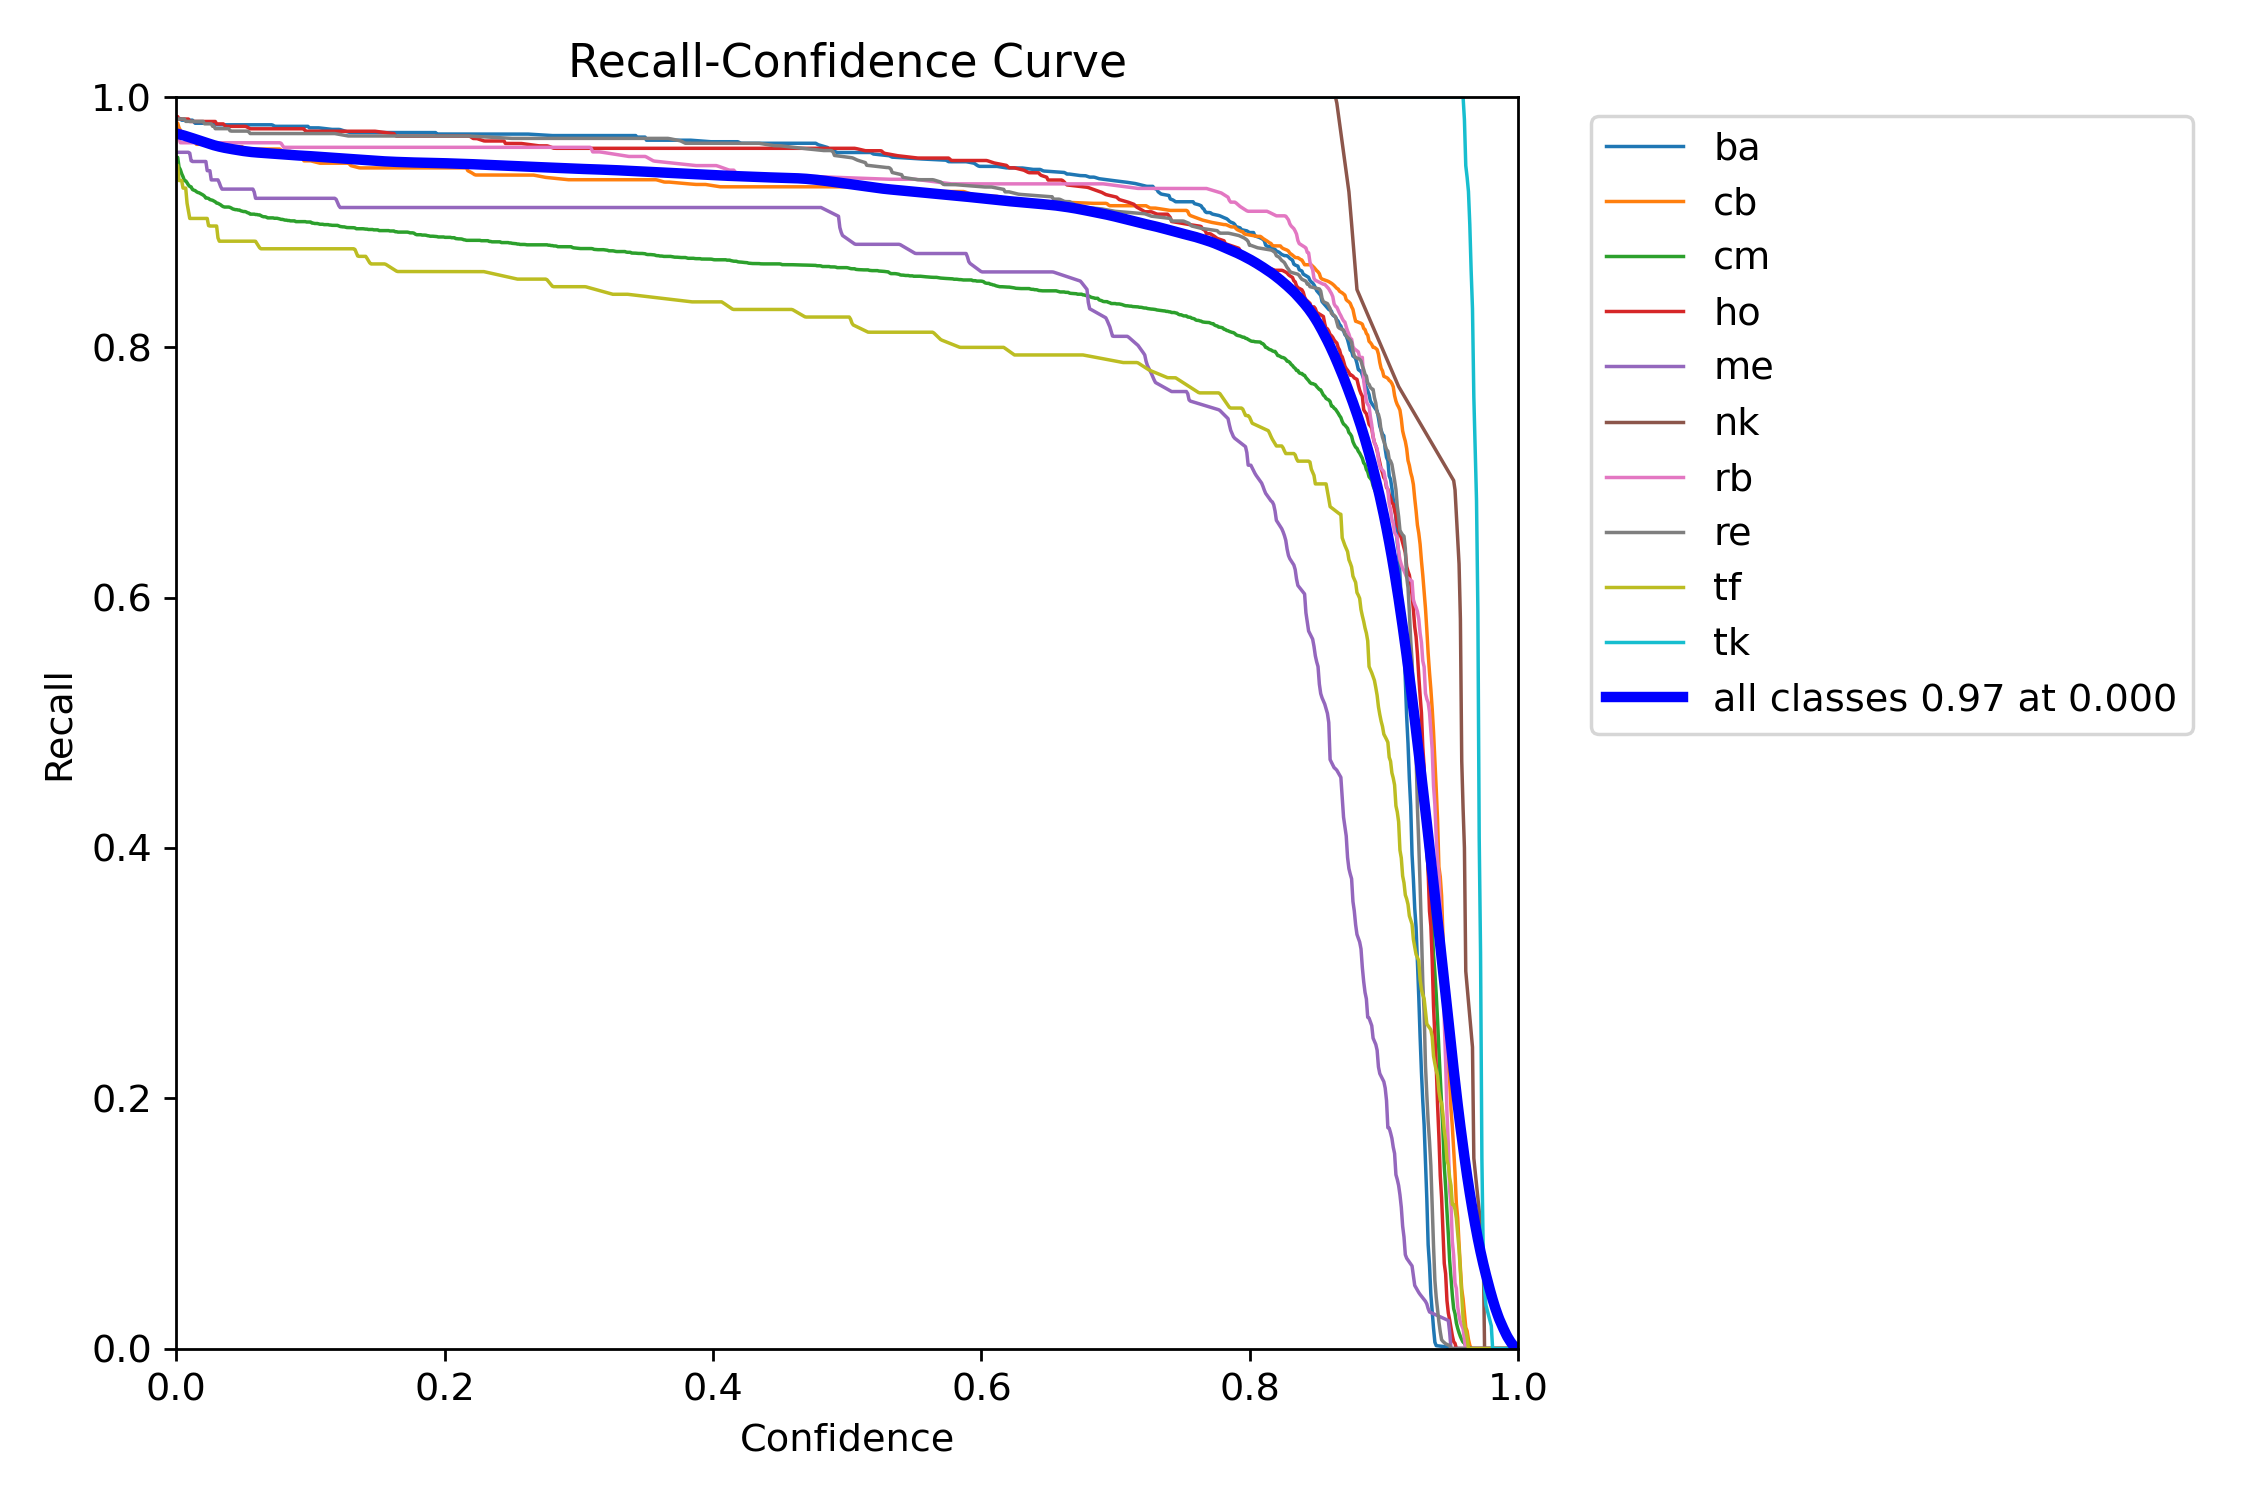 Recall-Confidence Curve
1.0
0.8
0.6
0.4
0.2
0.0
Recall
0.0 0.2 0.4 0.6 0.8 1.0
Confidence
ba
cb
cm
ho
me
nk
rb
re
tf
tk
all classes 0.97 at 0.000